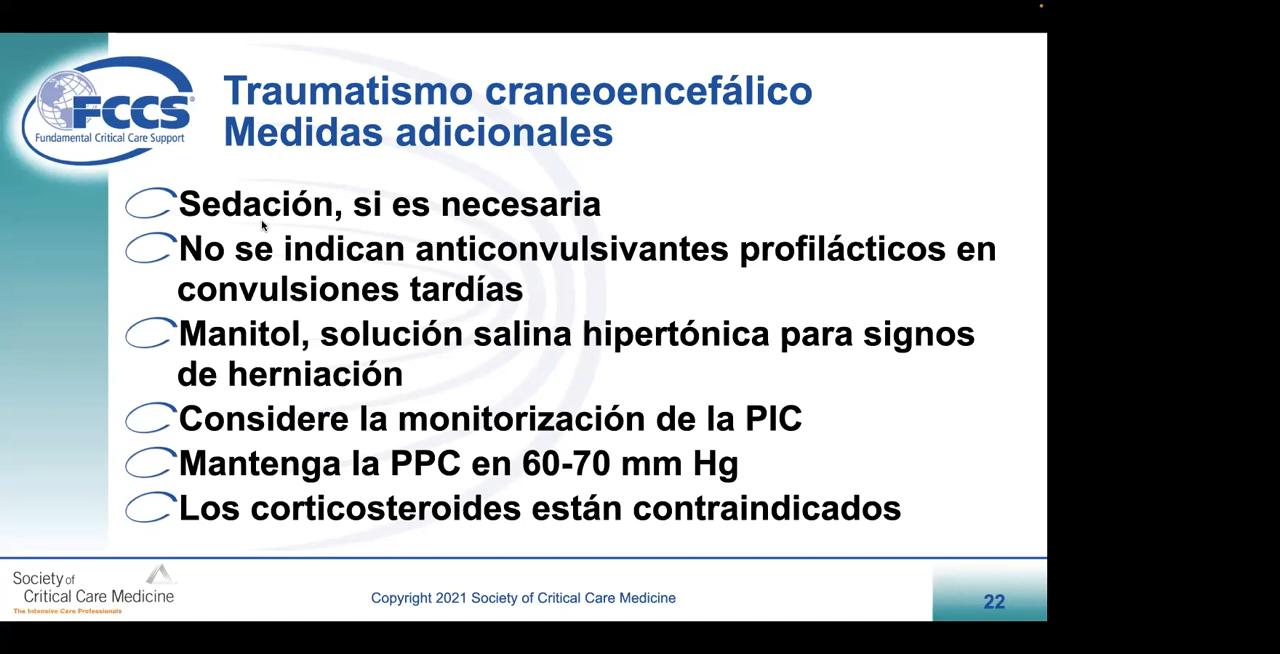 FCCS®
Fundamental Critical Care Support
Traumatismo craneoencefálico
Medidas adicionales
Sedación, si es necesaria
No se indican anticonvulsivantes profilácticos en
convulsiones tardías
Manitol, solución salina hipertónica para signos
de herniación
Considere la monitorización de la PIC
Mantenga la PPC en 60-70 mm Hg
Los corticosteroides están contraindicados
Society of
Critical Care Medicine
The Intensive Care Professionals
Copyright 2021 Society of Critical Care Medicine
22